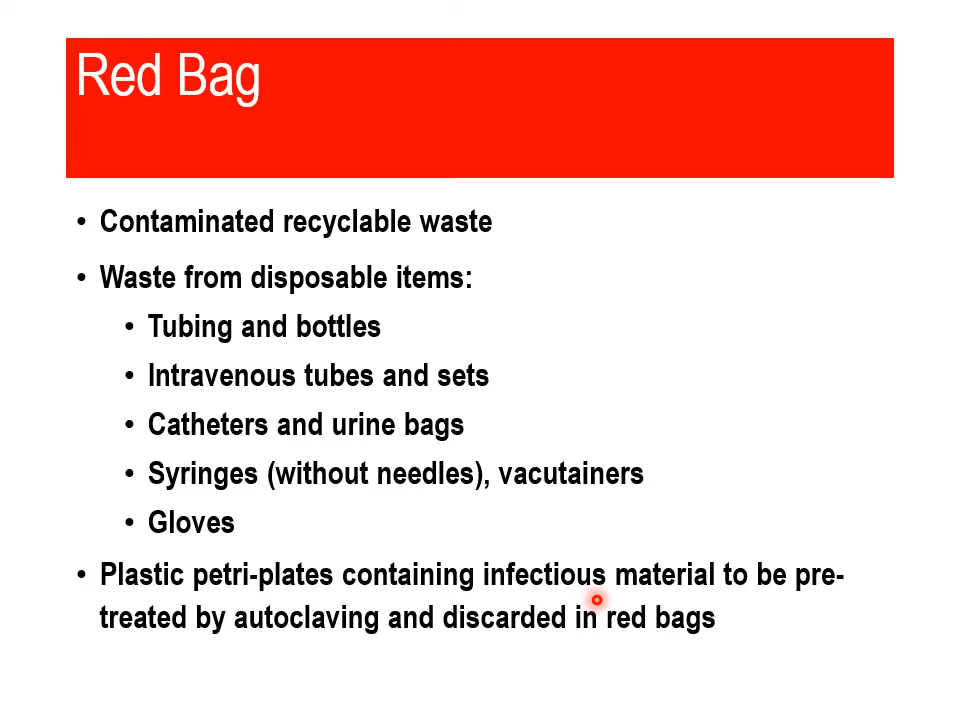 Red Bag
• Contaminated recyclable waste
• Waste from disposable items:
• Tubing and bottles
• Intravenous tubes and sets
• Catheters and urine bags
• Syringes (without needles), vacutainers
• Gloves
• Plastic petri-plates containing infectious material to be pre-
treated by autoclaving and discarded in red bags